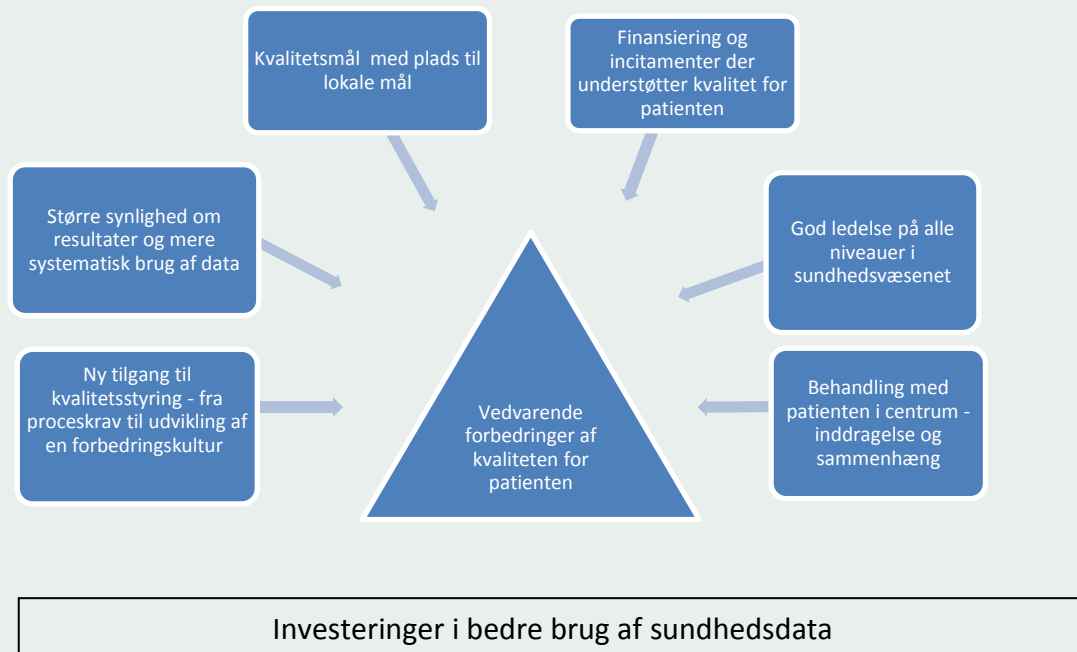 Kvalitetsmål med plads til
lokale mål
Finansiering og
incitamenter der
understøtter kvalitet for
patienten
Større synlighed om
resultater og mere
systematisk brug af data
God ledelse på alle
niveauer i
sundhedsvæsenet
Ny tilgang til
kvalitetsstyring - fra
proceskrav til udvikling af
en forbedringskultur
Vedvarende
forbedringer af
kvaliteten for
patienten
Behandling med
patienten i centrum -
inddragelse og
sammenhæng
Investeringer i bedre brug af sundhedsdata